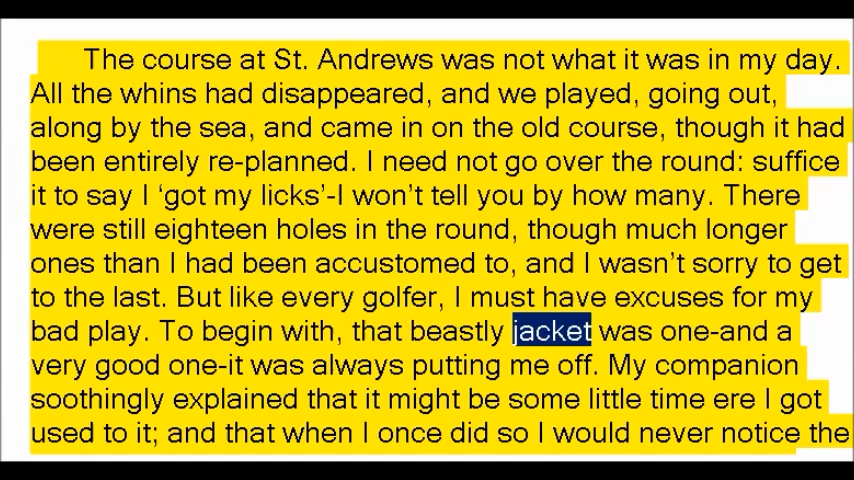 The course at St. Andrews was not what it was in my day.
All the whins had disappeared, and we played, going out,
along by the sea, and came in on the old course, though it had
been entirely re-planned. I need not go over the round: suffice
it to say I ‘got my licks’-I won’t tell you by how many. There
were still eighteen holes in the round, though much longer
ones than I had been accustomed to, and I wasn’t sorry to get
to the last. But like every golfer, I must have excuses for my
bad play. To begin with, that beastly jacket was one-and a
very good one-it was always putting me off. My companion
soothingly explained that it might be some little time ere I got
used to it; and that when I once did so I would never notice the